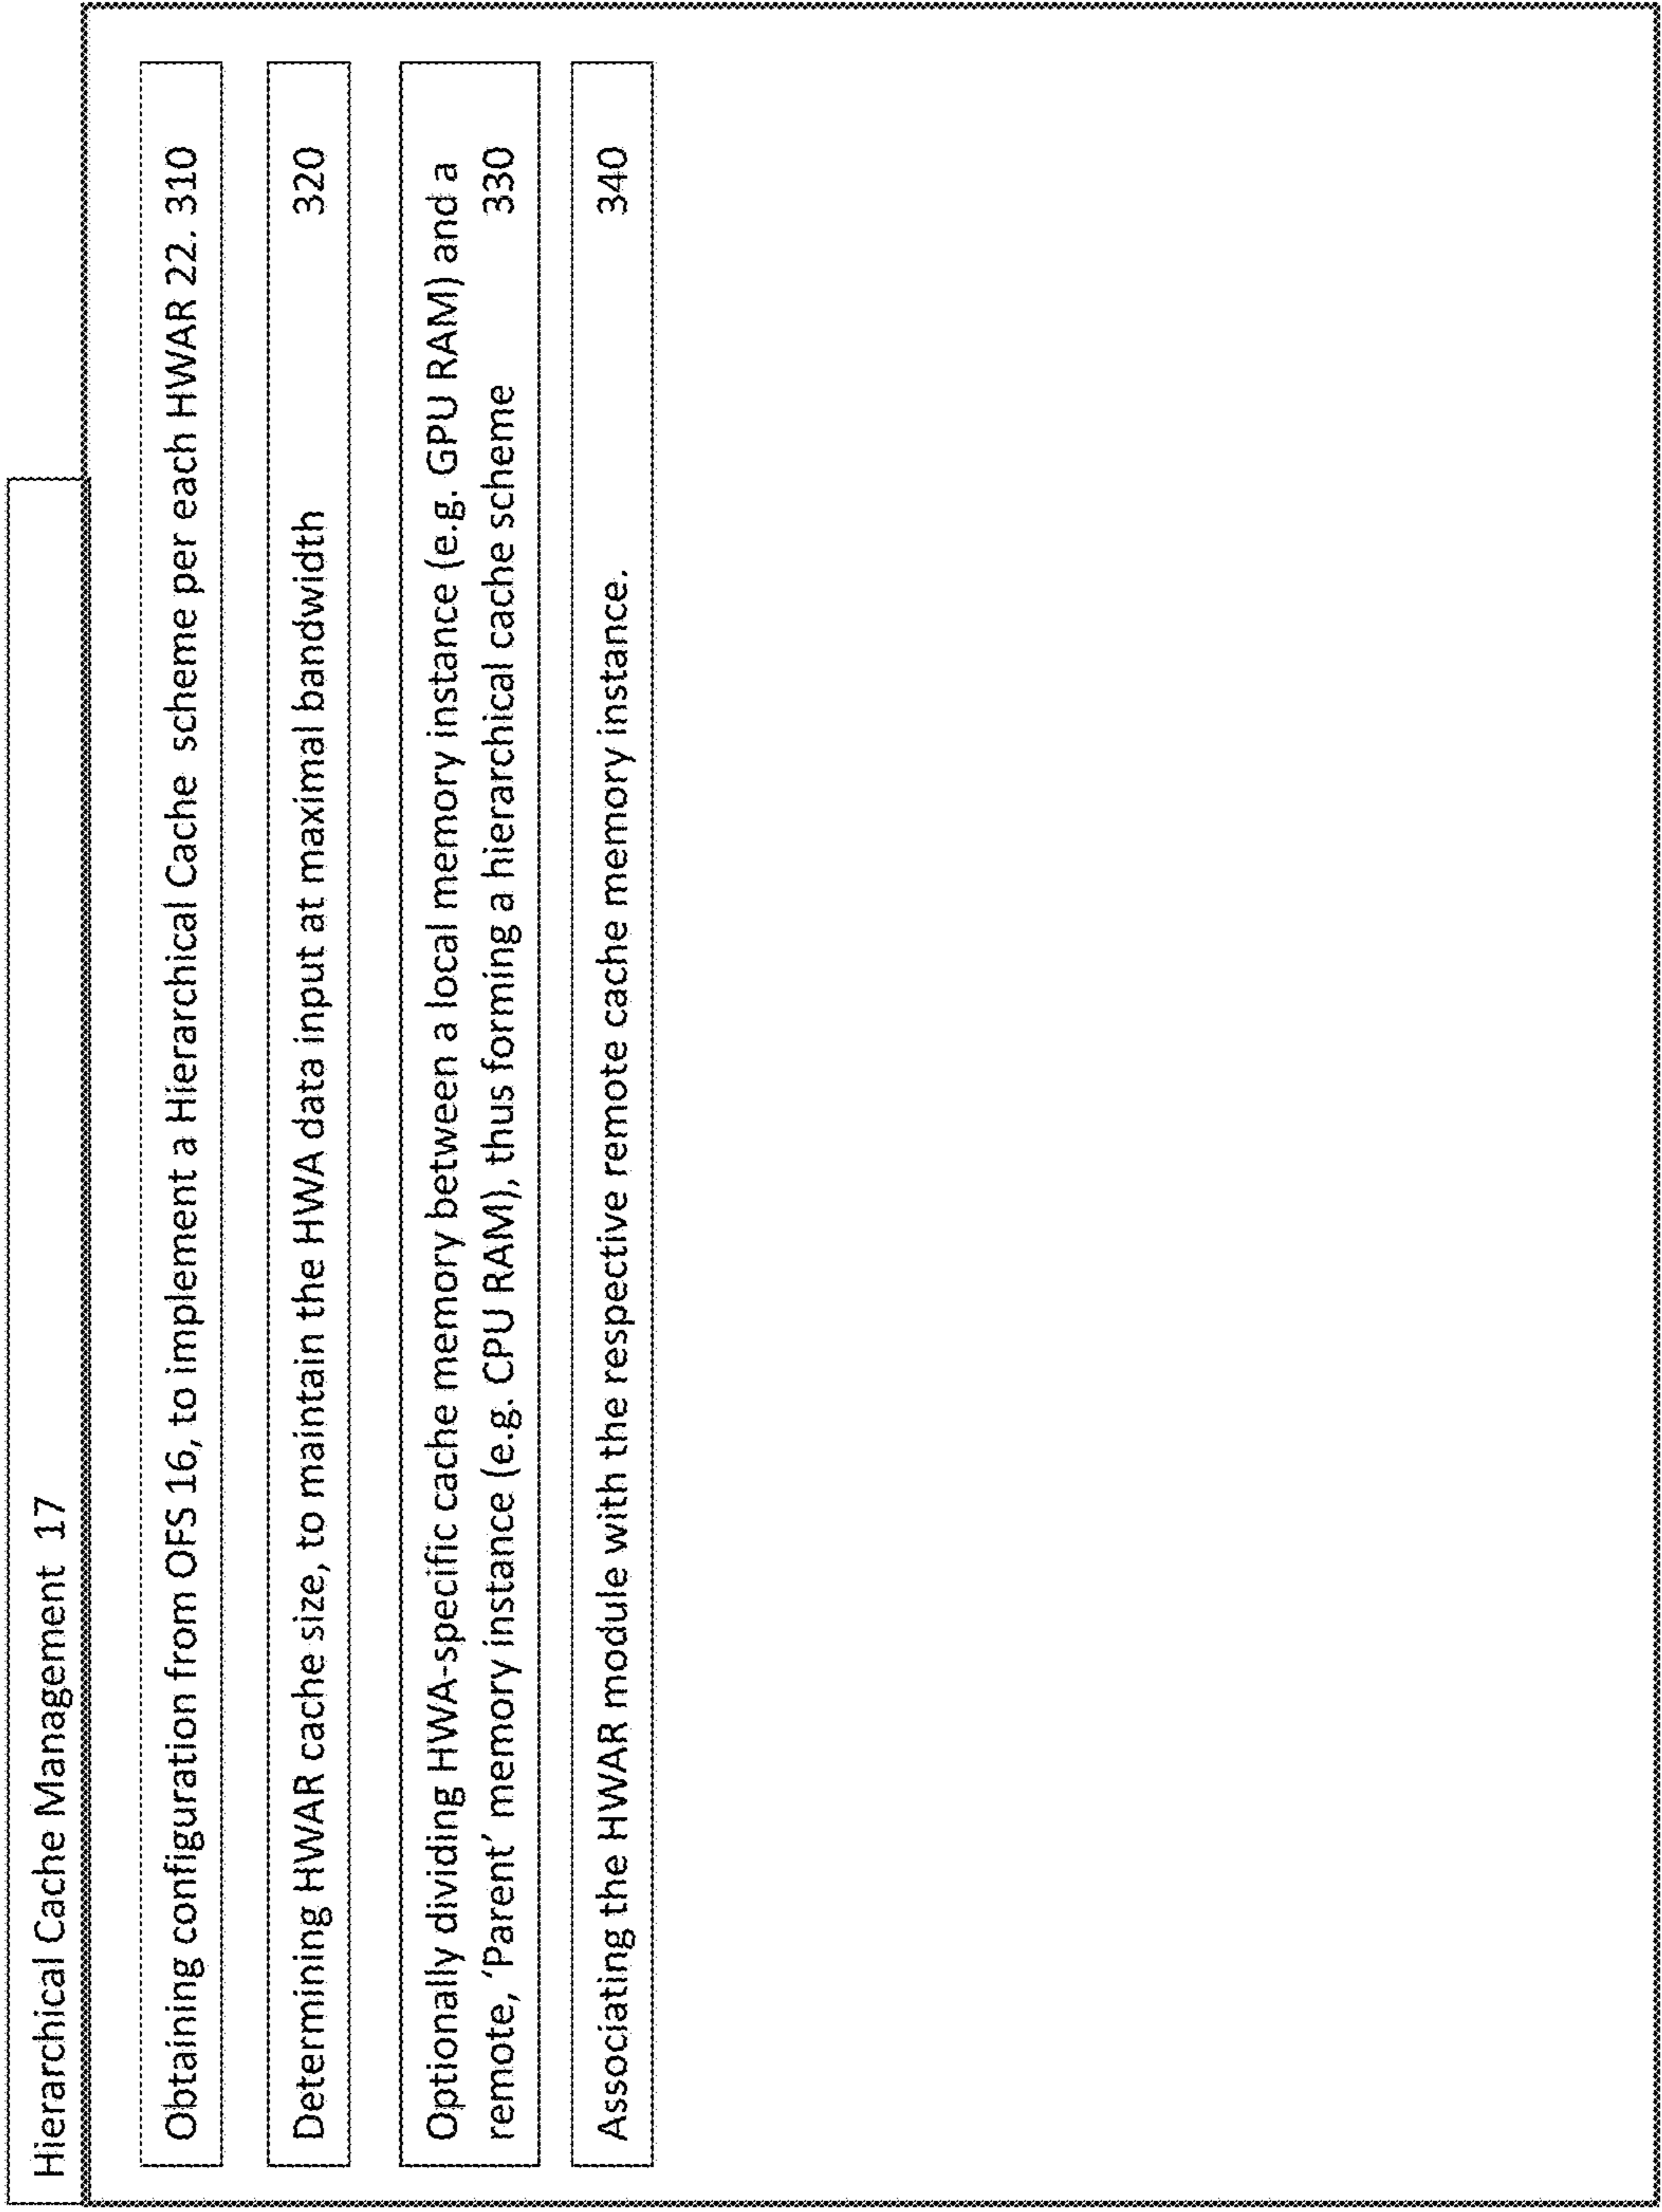 Hierarchical Cache Management 17
Obtaining configuration from OFS 16, to implement a Hierarchical Cache scheme per each HWAR 22. 310
Determining HWAR cache size, to maintain the HWA data input at maximal bandwidth 320
Optionally dividing HWA-specific cache memory between a local memory instance (e.g. GPU RAM) and a
remote, ‘Parent’ memory instance (e.g. CPU RAM), thus forming a hierarchical cache scheme 330
Associating the HWAR module with the respective remote cache memory instance. 340